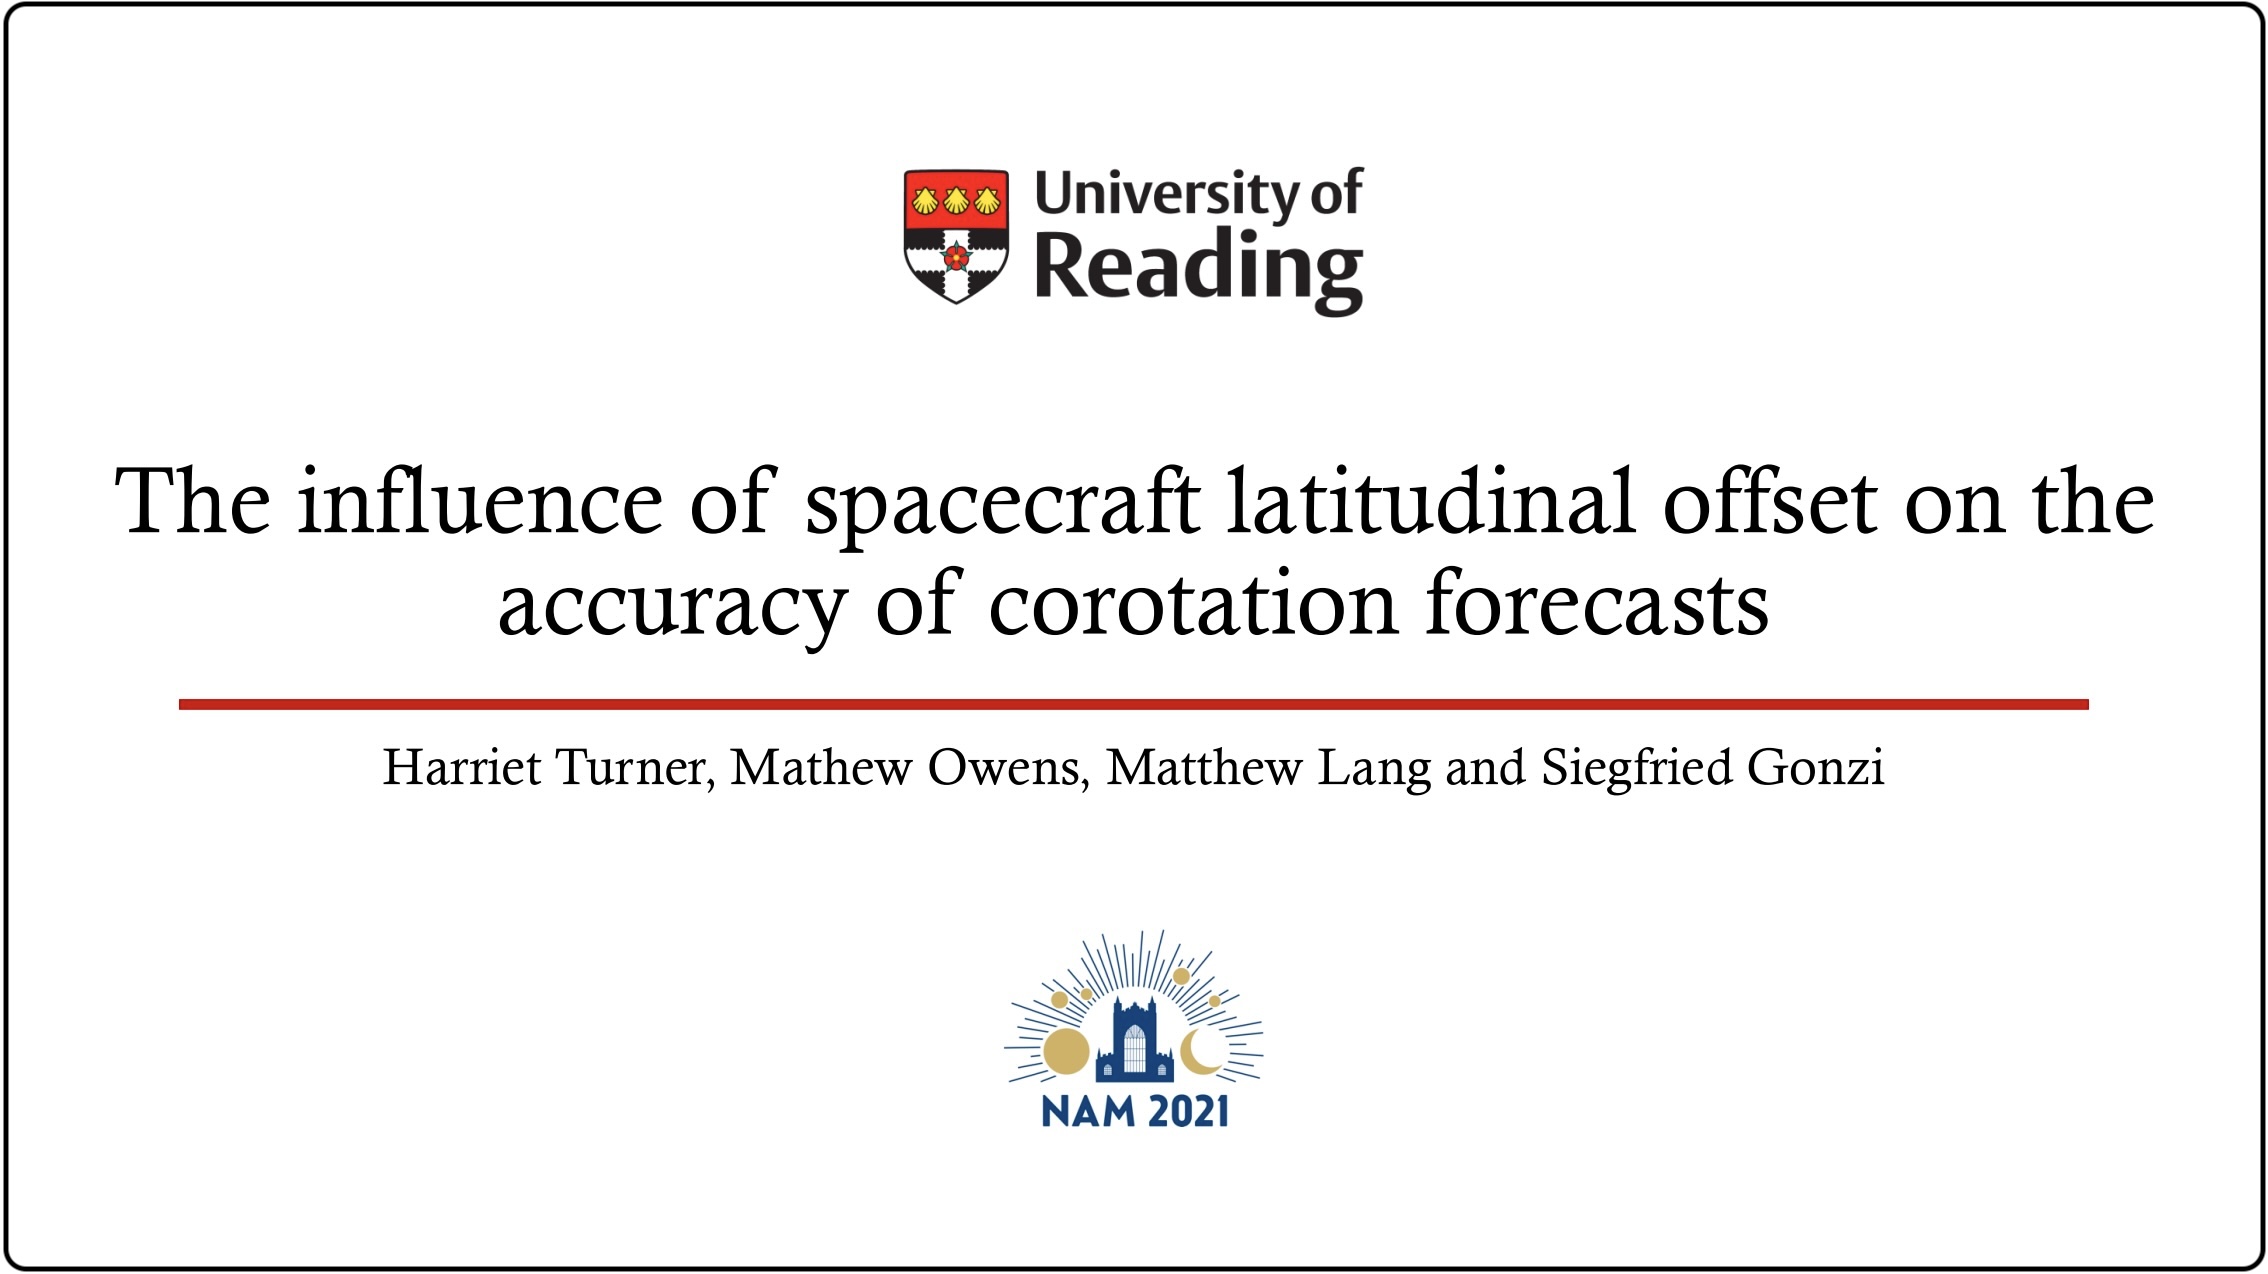 University of
Reading
The influence of spacecraft latitudinal offset on the
accuracy of corotation forecasts
Harriet Turner, Mathew Owens, Matthew Lang and Siegfried Gonzi
NAM 2021